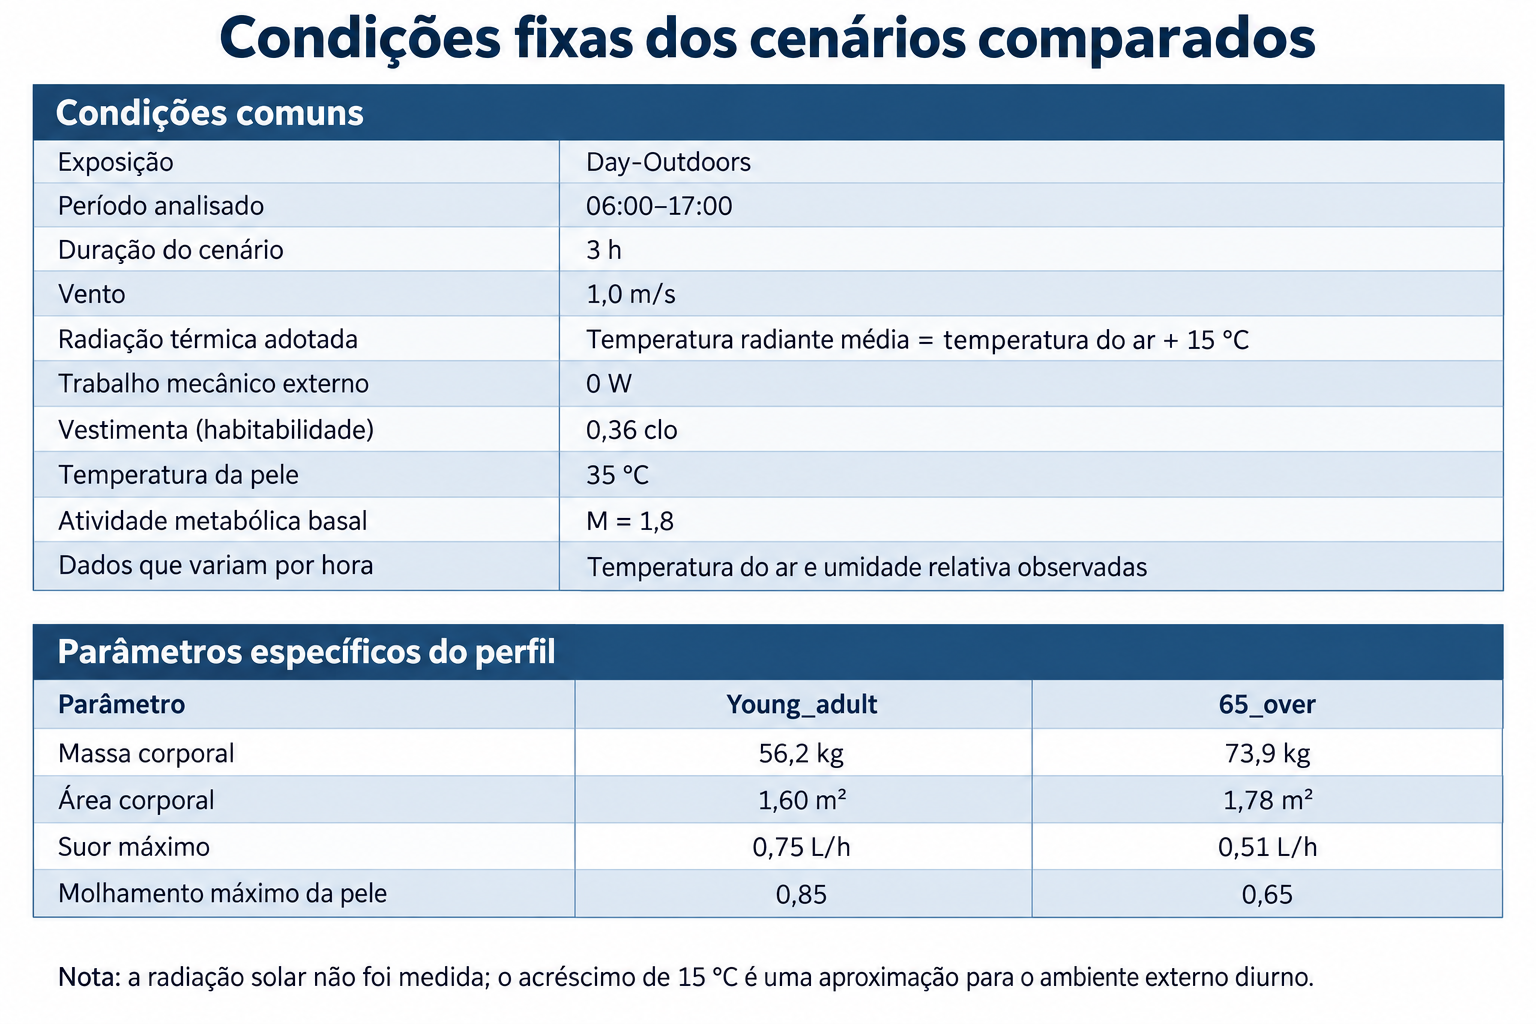 Condições fixas dos cenários comparados
Condições comuns
Exposição Day-Outdoors
Período analisado 06:00–17:00
Duração do cenário 3 h
Vento 1,0 m/s
Radiação térmica adotada Temperatura radiante média = temperatura do ar + 15 °C
Trabalho mecânico externo 0 W
Vestimenta (habitabilidade) 0,36 clo
Temperatura da pele 35 °C
Atividade metabólica basal M = 1,8
Dados que variam por hora Temperatura do ar e umidade relativa observadas
Parâmetros específicos do perfil
Parâmetro Young_adult 65_over
Massa corporal 56,2 kg 73,9 kg
Área corporal 1,60 m² 1,78 m²
Suor máximo 0,75 L/h 0,51 L/h
Molhamento máximo da pele 0,85 0,65
Nota: a radiação solar não foi medida; o acréscimo de 15 °C é uma aproximação para o ambiente externo diurno.